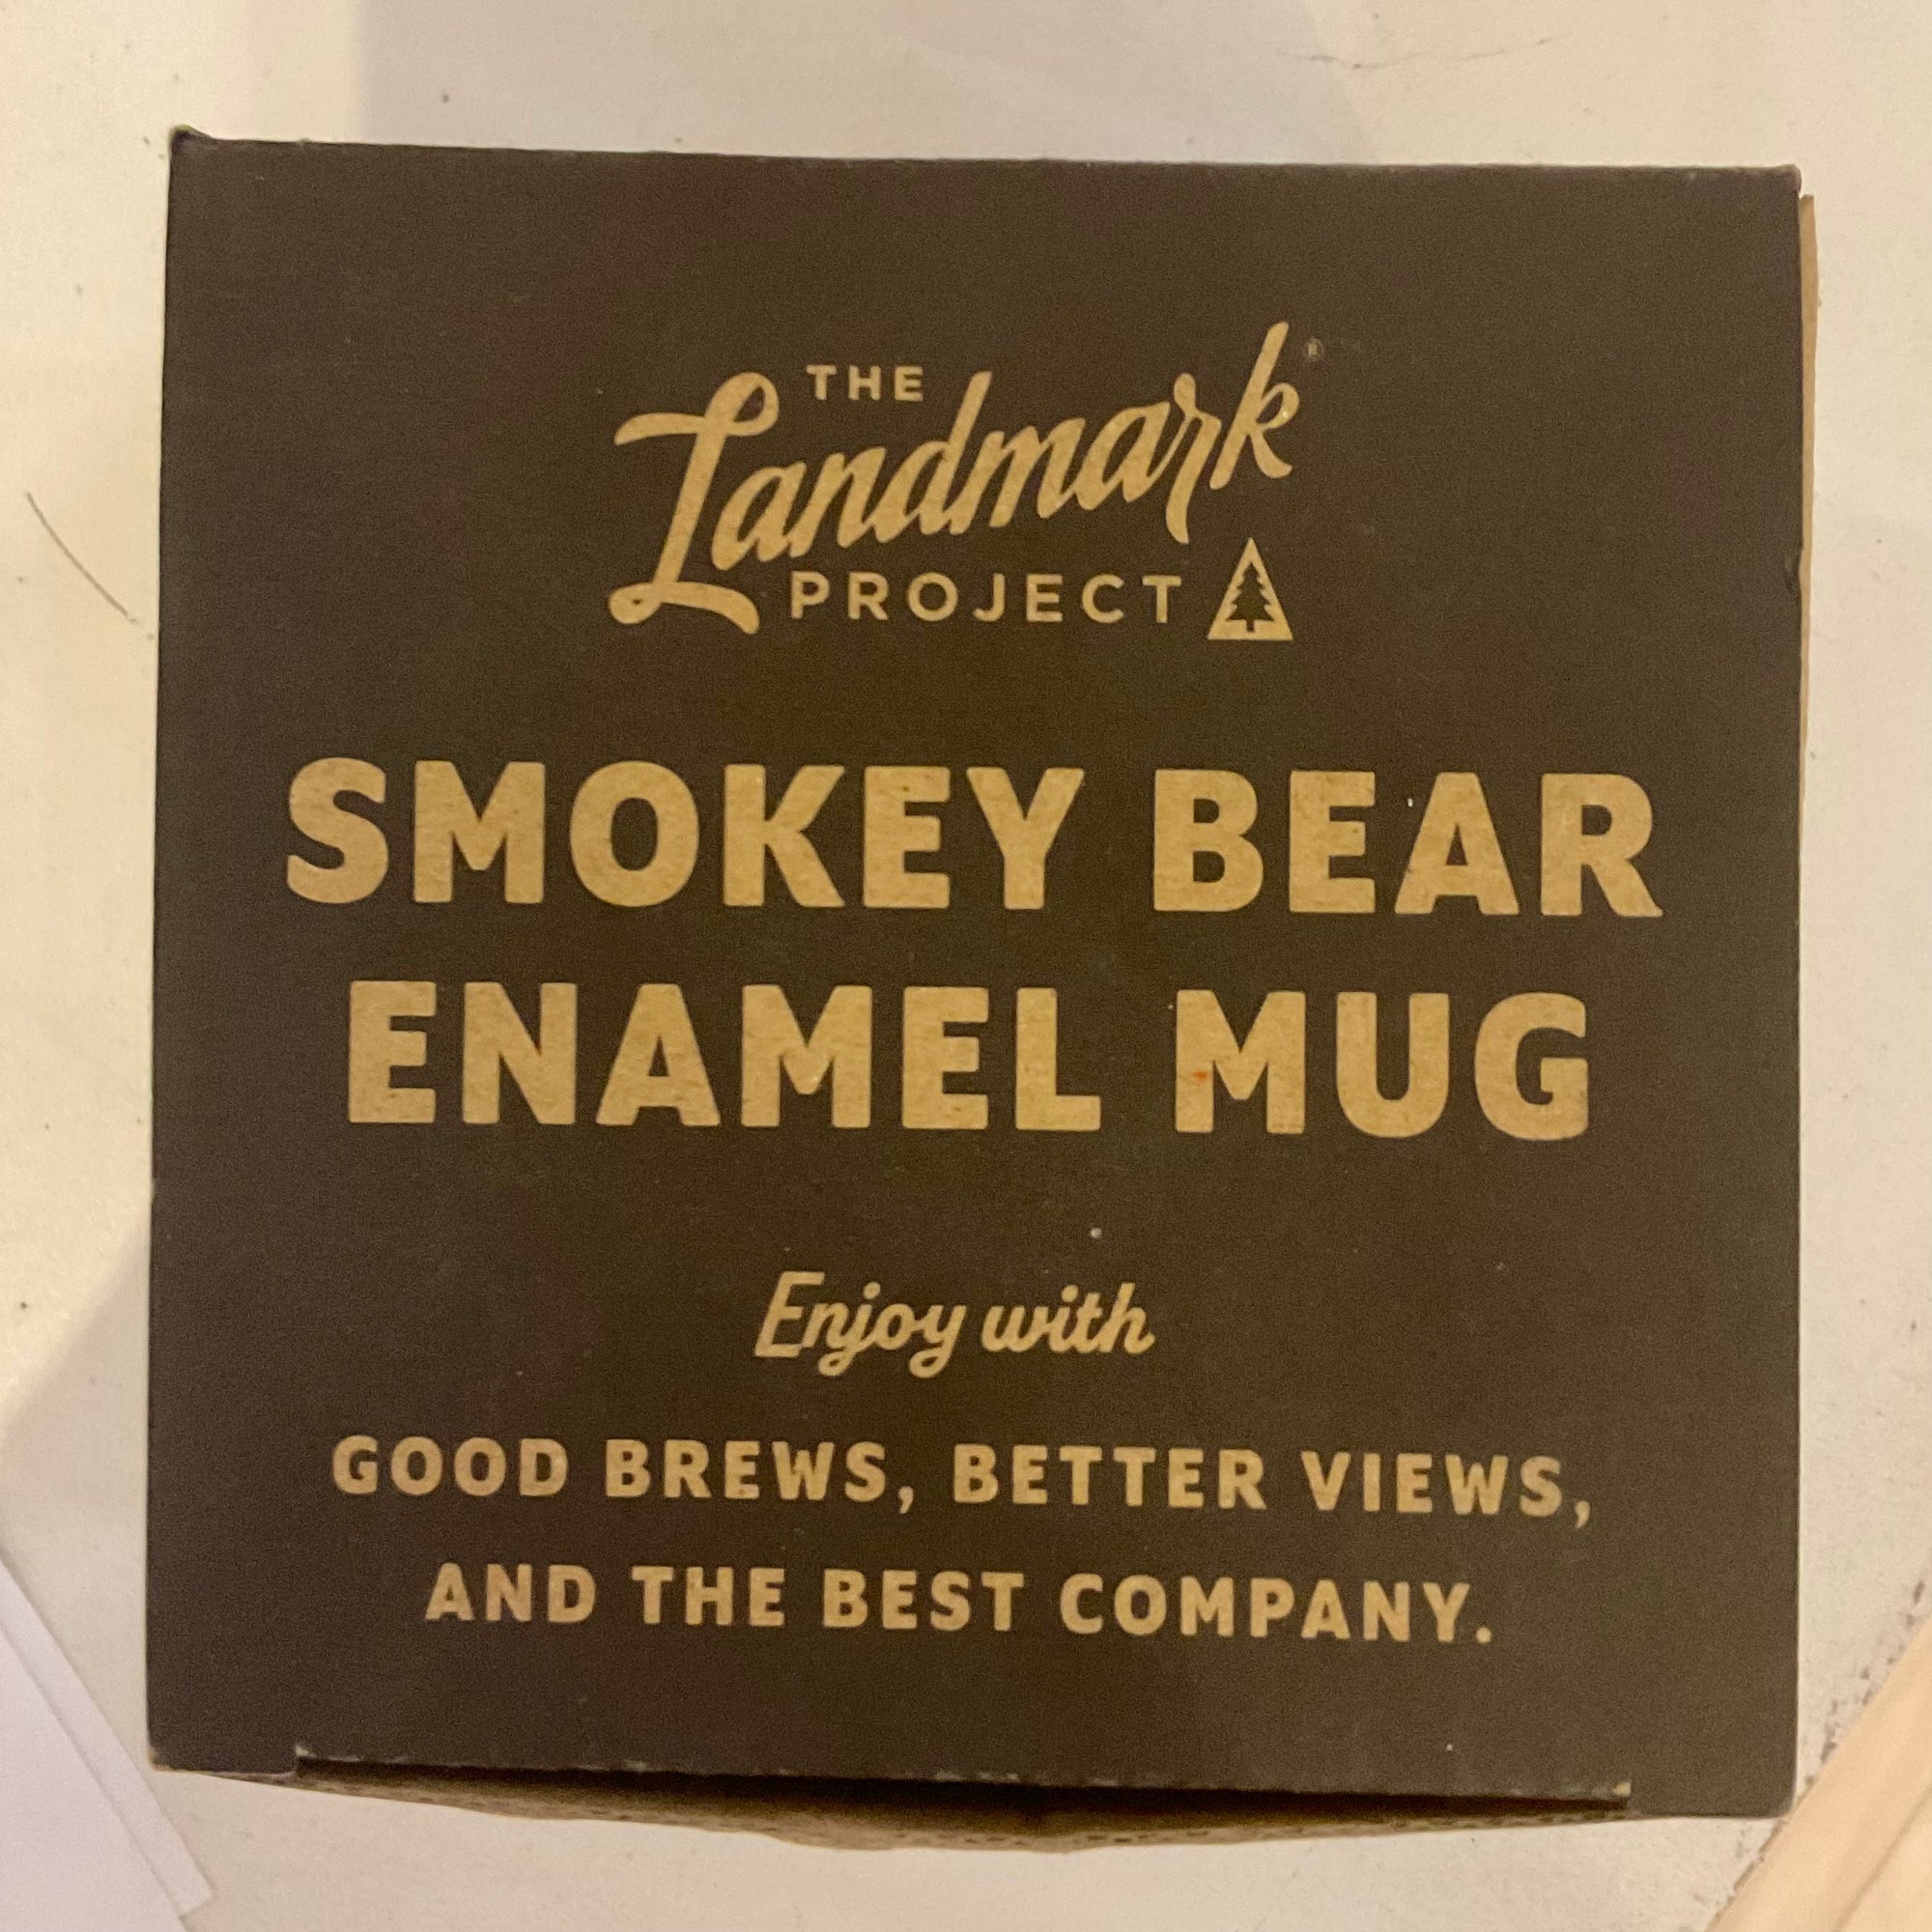 THE
Landmark®
PROJECT
SMOKEY BEAR
ENAMEL MUG
Enjoy with
GOOD BREWS, BETTER VIEWS,
AND THE BEST COMPANY.